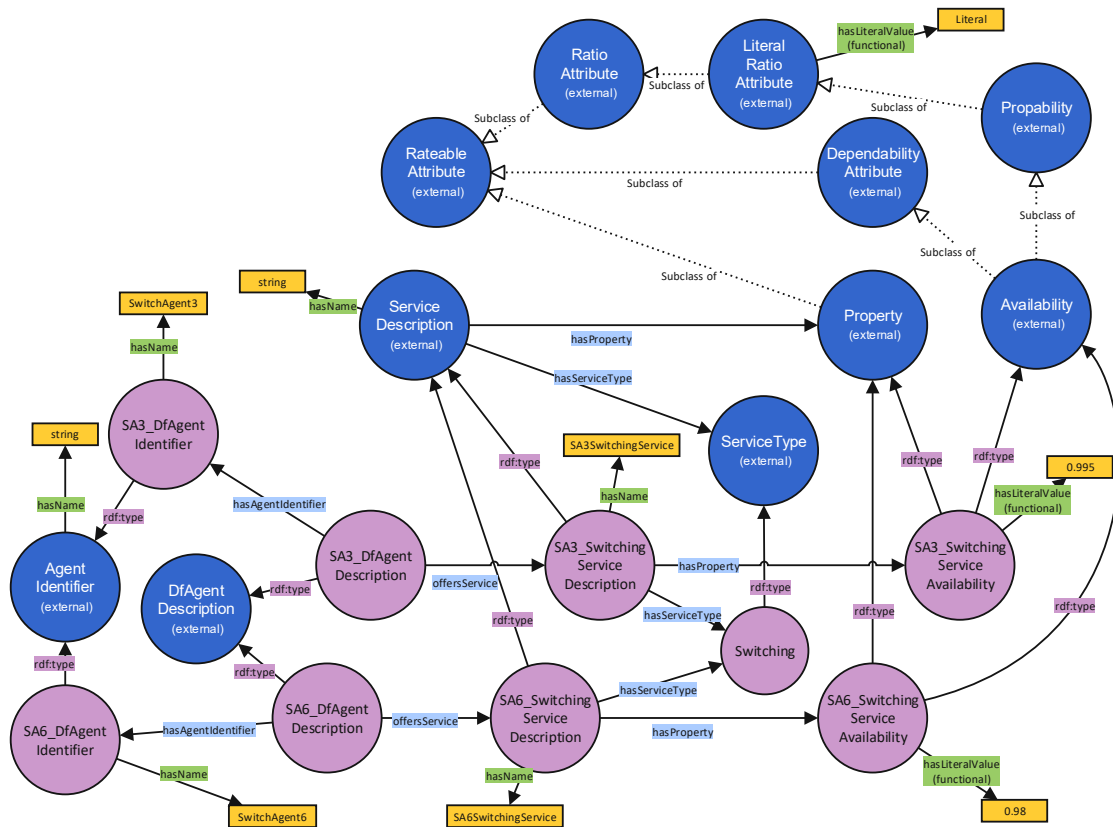 Literal
hasLiteralValue
(functional)
Ratio
Attribute
(external)
Literal
Ratio
Attribute
(external)
Subclass of
Propability
(external)
Subclass of
Subclass of
Rateable
Attribute
(external)
Dependability
Attribute
(external)
Subclass of
Subclass of
Subclass of
Subclass of
string
hasName
Service
Description
(external)
Property
(external)
Availability
(external)
hasProperty
SwitchAgent3
hasName
hasServiceType
SA3_DfAgent
Identifier
string
hasName
rdf:type
hasAgentIdentifier
ServiceType
(external)
SA3SwitchingService
hasName
rdf:type
rdf:type
rdf:type
0.995
hasLiteralValue
(functional)
Agent
Identifier
(external)
DfAgent
Description
(external)
rdf:type
SA3_DfAgent
Description
offersService
SA3_Switching
Service
Description
hasProperty
SA3_Switching
Service
Availability
hasServiceType
rdf:type
rdf:type
rdf:type
rdf:type
Switching
rdf:type
rdf:type
hasServiceType
SA6_DfAgent
Identifier
hasAgentIdentifier
SA6_DfAgent
Description
offersService
SA6_Switching
Service
Description
hasProperty
SA6_Switching
Service
Availability
hasName
SwitchAgent6
hasName
SA6SwitchingService
hasLiteralValue
(functional)
0.98